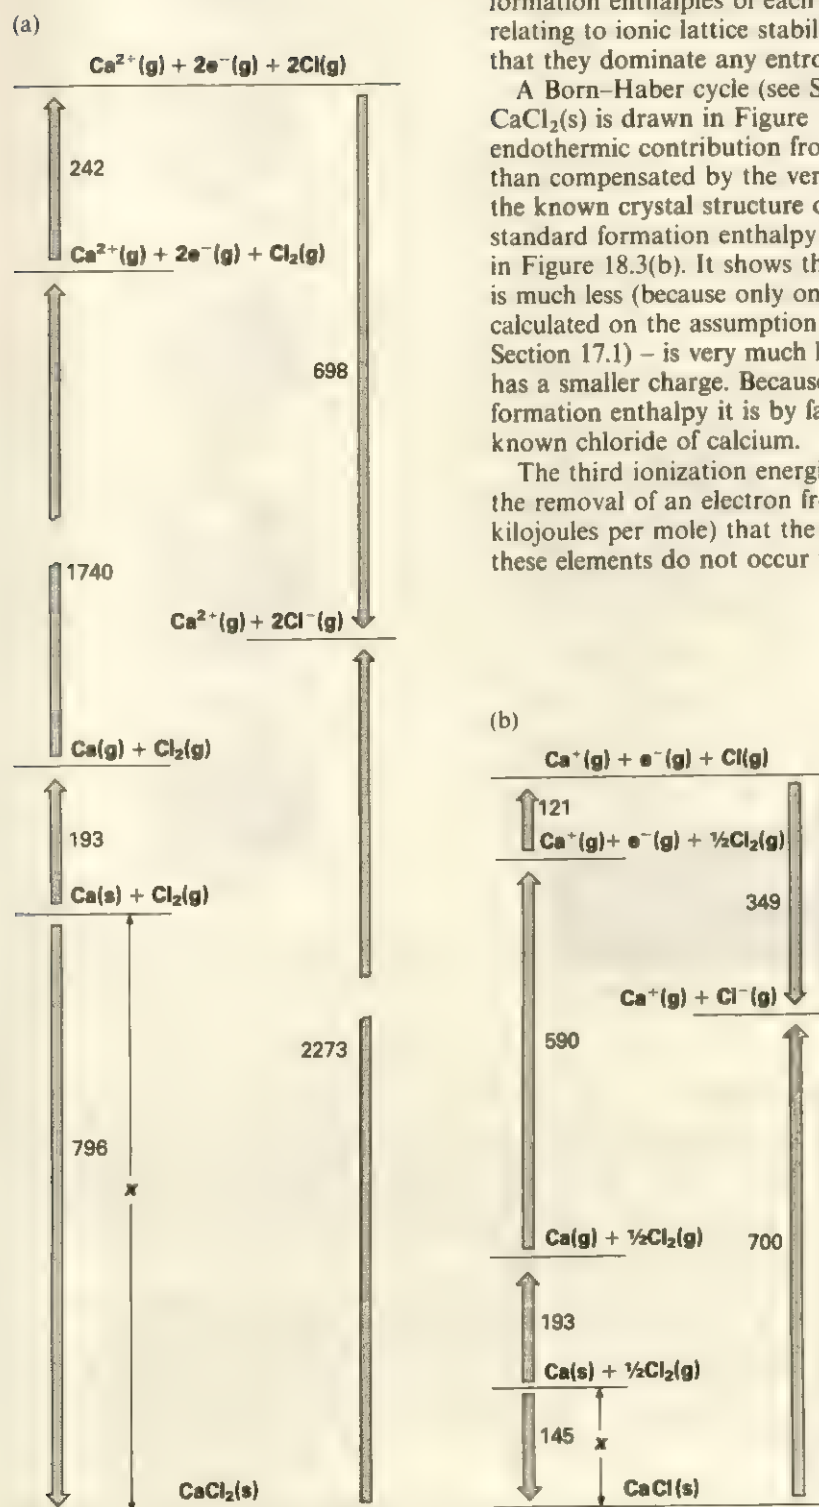 (a)
Ca²⁺(g) + 2e⁻(g) + 2Cl(g)
242
Ca²⁺(g) + 2e⁻(g) + Cl₂(g)
698
1740
Ca²⁺(g) + 2Cl⁻(g)
Ca(g) + Cl₂(g)
193
Ca(s) + Cl₂(g)
2273
796
x
CaCl₂(s)
formation enthalpies of each
relating to ionic lattice stabil
that they dominate any entro
A Born–Haber cycle (see S
CaCl₂(s) is drawn in Figure
endothermic contribution fro
than compensated by the ver
the known crystal structure o
standard formation enthalpy
in Figure 18.3(b). It shows th
is much less (because only on
calculated on the assumption
Section 17.1) – is very much l
has a smaller charge. Because
formation enthalpy it is by fa
known chloride of calcium.
The third ionization energi
the removal of an electron fr
kilojoules per mole) that the
these elements do not occur
(b)
Ca⁺(g) + e⁻(g) + Cl(g)
121
Ca⁺(g)+ e⁻(g) + ½Cl₂(g)
349
Ca⁺(g) + Cl⁻(g)
590
Ca(g) + ½Cl₂(g)
700
193
Ca(s) + ½Cl₂(g)
145
x
CaCl(s)